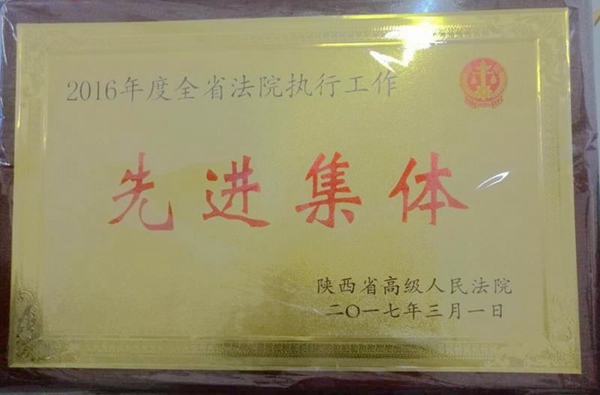 2016年度全省法院执行工作
先进集体
陕西省高级人民法院
二〇一七年三月一日